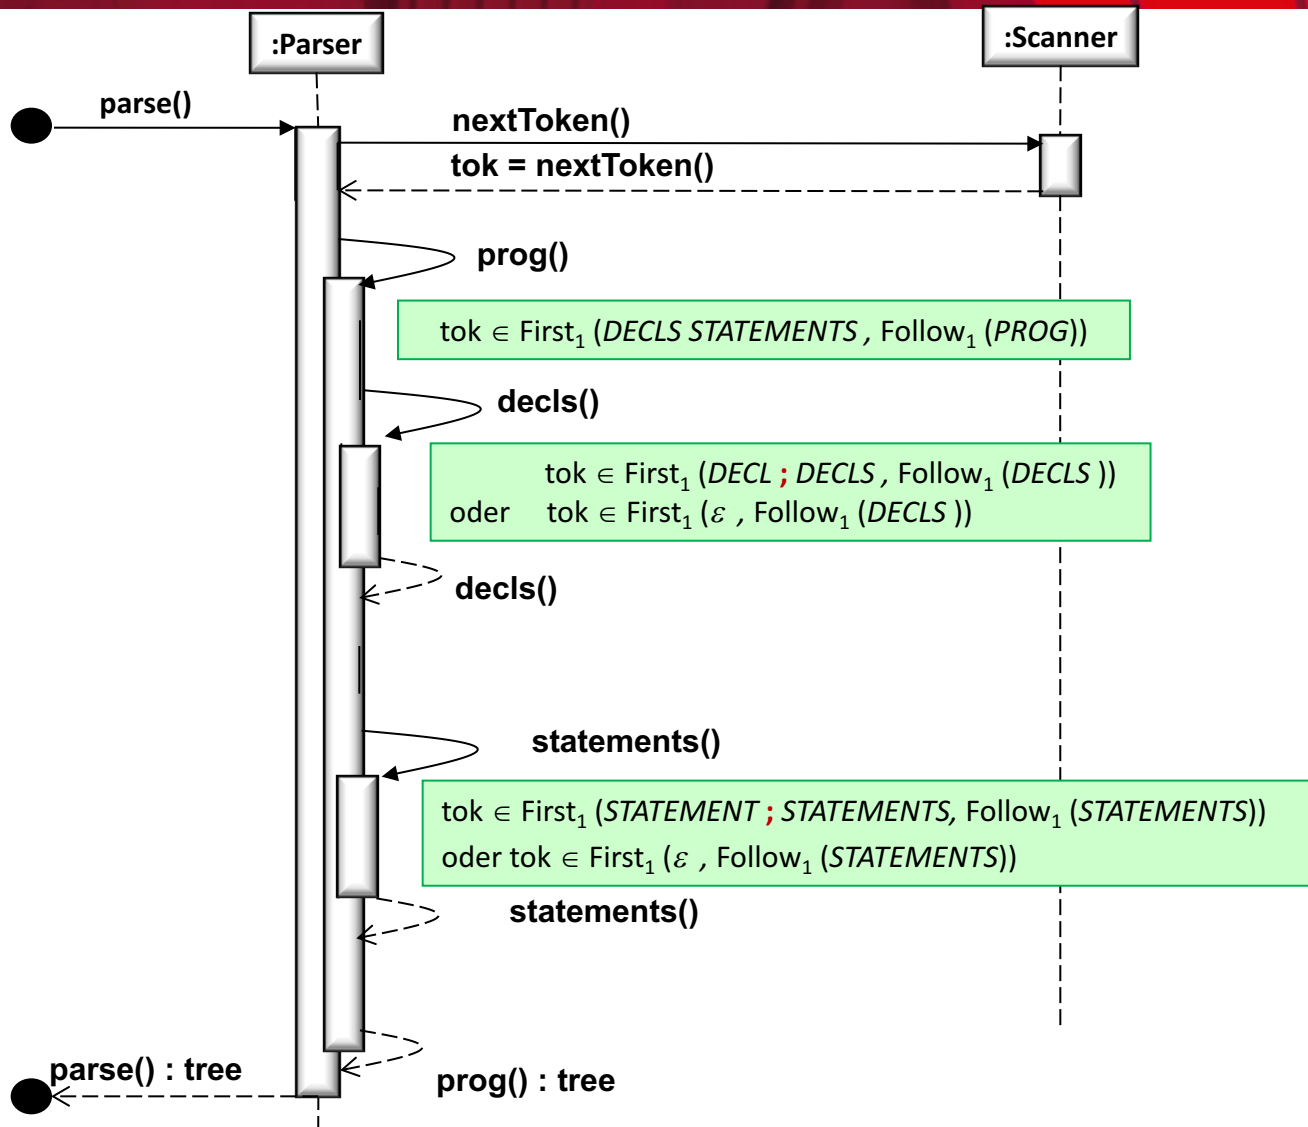 :Parser
:Scanner
parse()
nextToken()
tok = nextToken()
prog()
tok ∈ First₁ (DECLS STATEMENTS , Follow₁ (PROG))
decls()
tok ∈ First₁ (DECL ; DECLS , Follow₁ (DECLS ))
oder tok ∈ First₁ (ε , Follow₁ (DECLS ))
decls()
statements()
tok ∈ First₁ (STATEMENT ; STATEMENTS, Follow₁ (STATEMENTS))
oder tok ∈ First₁ (ε , Follow₁ (STATEMENTS))
statements()
parse() : tree
prog() : tree